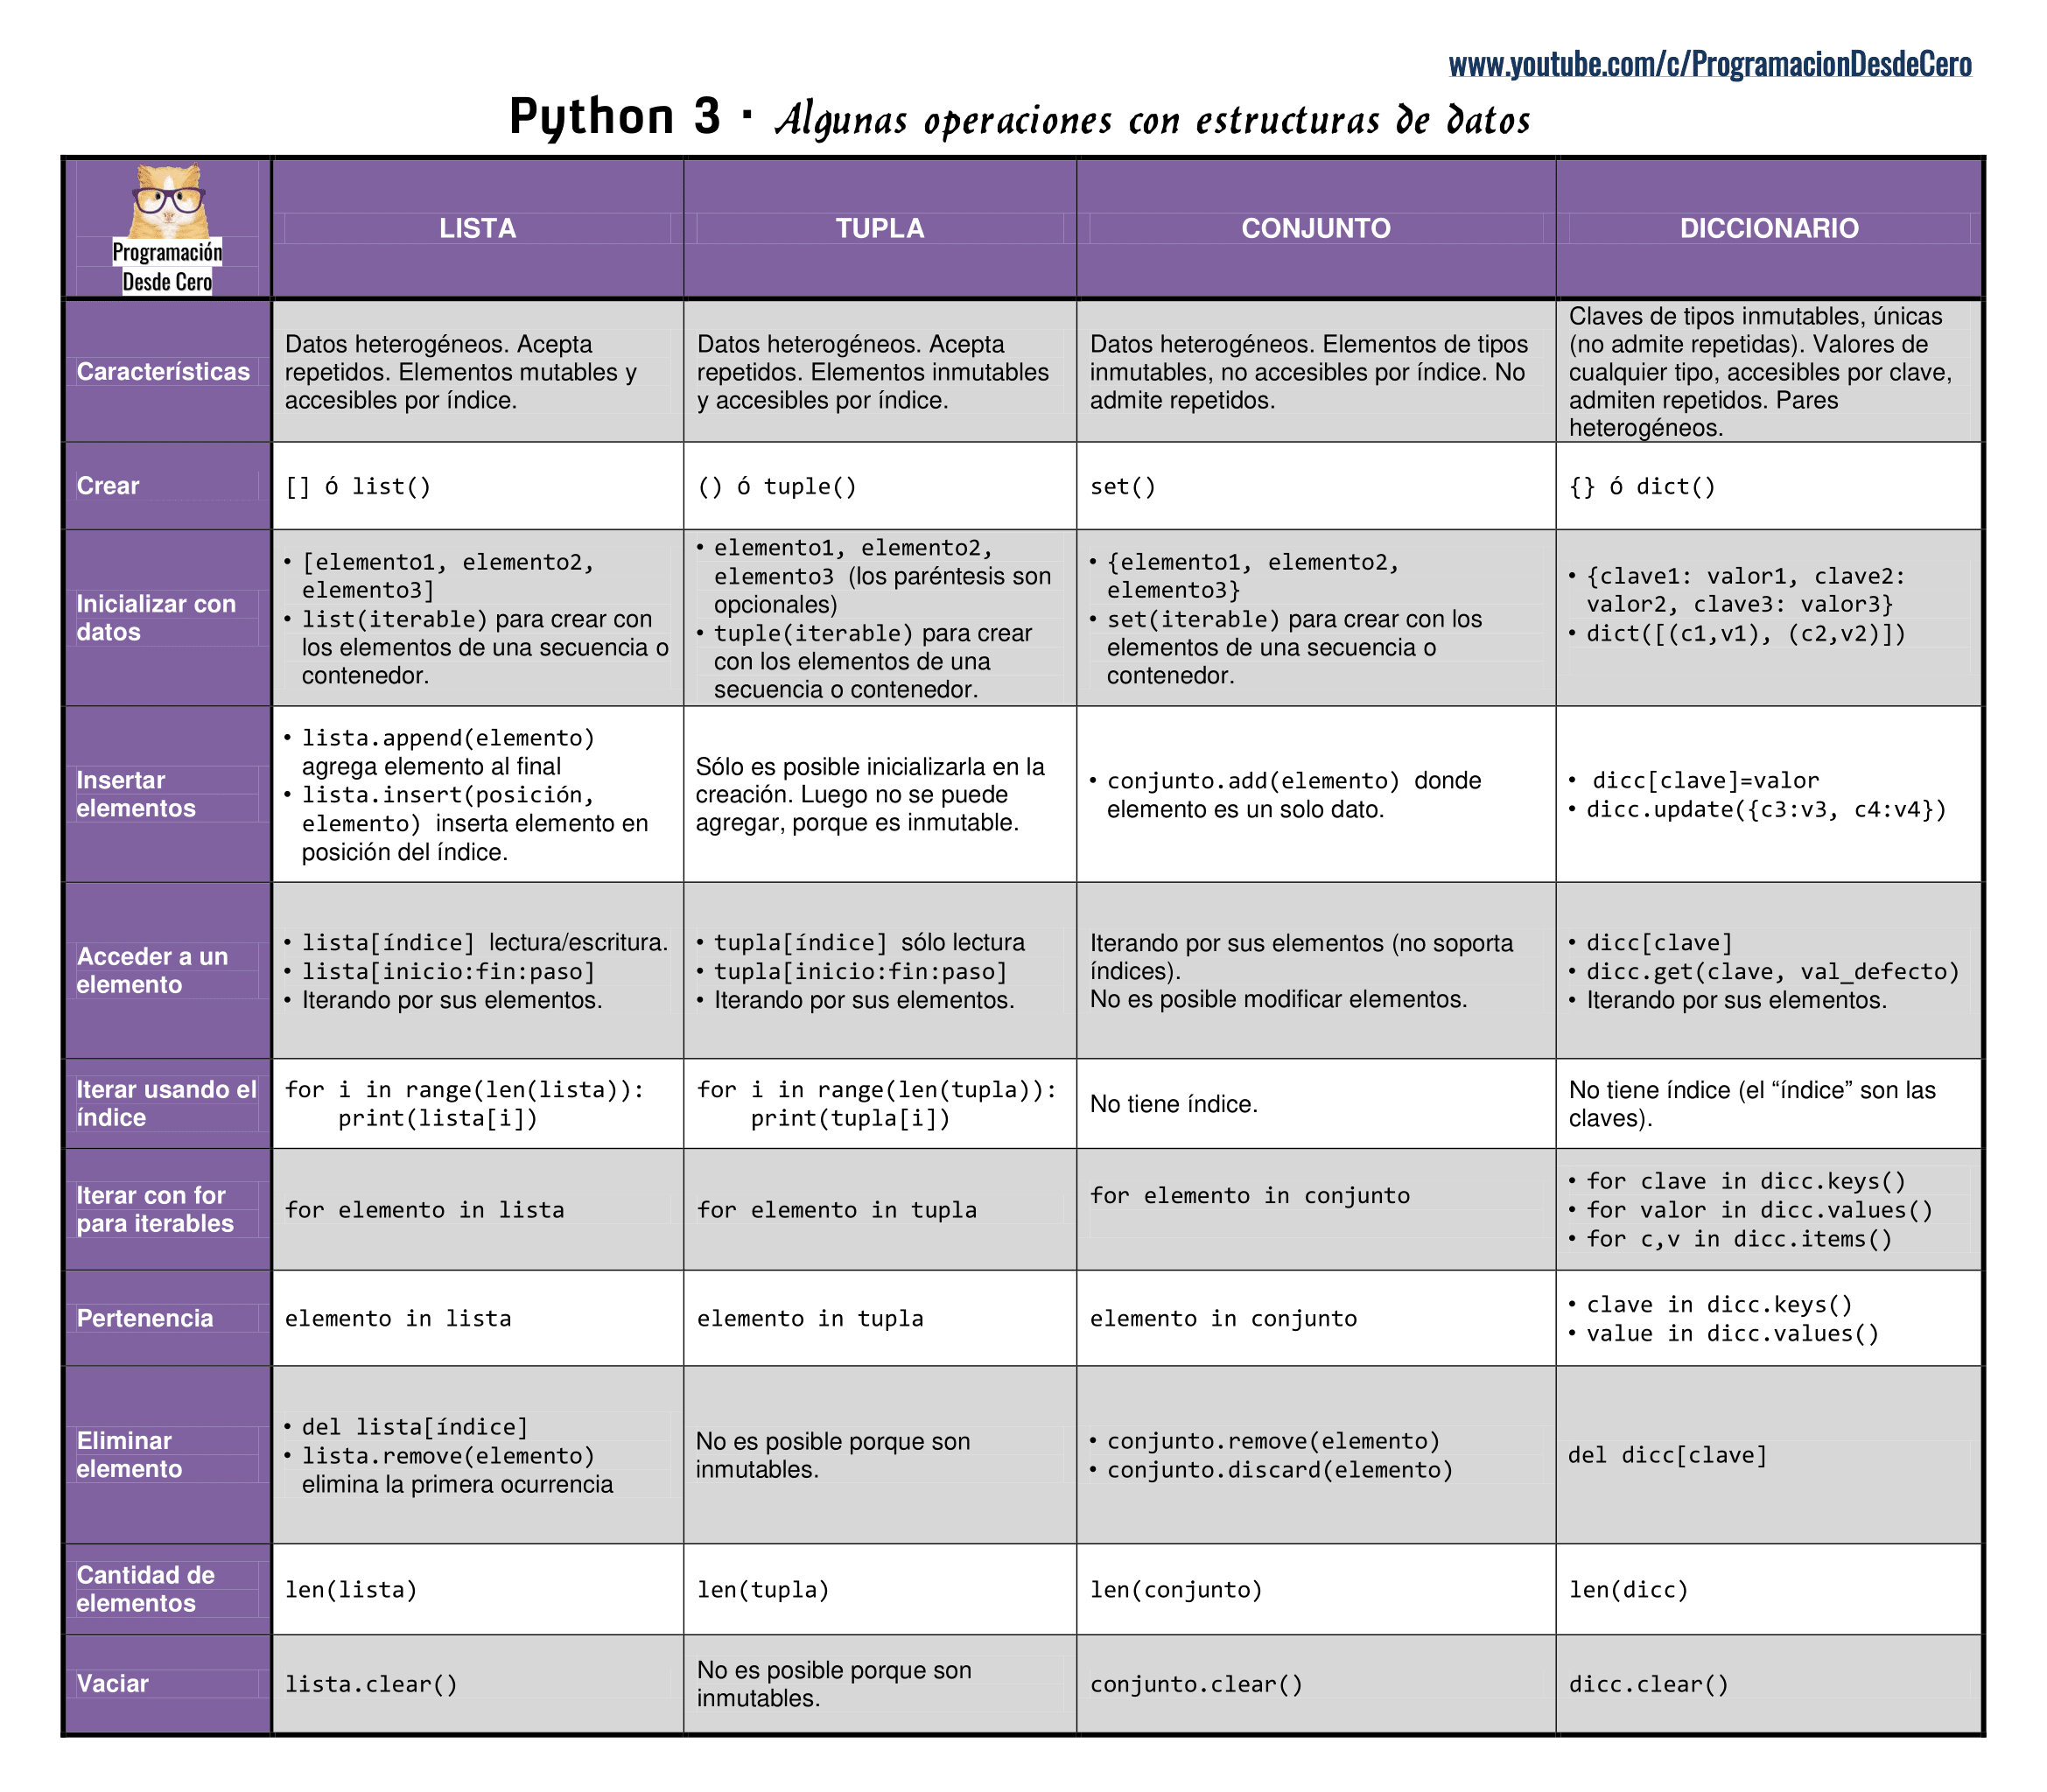 www.youtube.com/c/ProgramacionDesdeCero
Python 3 · Algunas operaciones con estructuras de datos
Programación
Desde Cero
LISTA
TUPLA
CONJUNTO
DICCIONARIO
Características
Datos heterogéneos. Acepta
repetidos. Elementos mutables y
accesibles por índice.
Datos heterogéneos. Acepta
repetidos. Elementos inmutables
y accesibles por índice.
Datos heterogéneos. Elementos de tipos
inmutables, no accesibles por índice. No
admite repetidos.
Claves de tipos inmutables, únicas
(no admite repetidas). Valores de
cualquier tipo, accesibles por clave,
admiten repetidos. Pares
heterogéneos.
Crear
[] ó list()
() ó tuple()
set()
{} ó dict()
Inicializar con
datos
• [elemento1, elemento2,
elemento3]
• list(iterable) para crear con
los elementos de una secuencia o
contenedor.
• elemento1, elemento2,
elemento3 (los paréntesis son
opcionales)
• tuple(iterable) para crear
con los elementos de una
secuencia o contenedor.
• {elemento1, elemento2,
elemento3}
• set(iterable) para crear con los
elementos de una secuencia o
contenedor.
• {clave1: valor1, clave2:
valor2, clave3: valor3}
• dict([(c1,v1), (c2,v2)])
Insertar
elementos
• lista.append(elemento)
agrega elemento al final
• lista.insert(posición,
elemento) inserta elemento en
posición del índice.
Sólo es posible inicializarla en la
creación. Luego no se puede
agregar, porque es inmutable.
• conjunto.add(elemento) donde
elemento es un solo dato.
• dicc[clave]=valor
• dicc.update({c3:v3, c4:v4})
Acceder a un
elemento
• lista[índice] lectura/escritura.
• lista[inicio:fin:paso]
• Iterando por sus elementos.
• tupla[índice] sólo lectura
• tupla[inicio:fin:paso]
• Iterando por sus elementos.
Iterando por sus elementos (no soporta
índices).
No es posible modificar elementos.
• dicc[clave]
• dicc.get(clave, val_defecto)
• Iterando por sus elementos.
Iterar usando el
índice
for i in range(len(lista)):
print(lista[i])
for i in range(len(tupla)):
print(tupla[i])
No tiene índice.
No tiene índice (el “índice” son las
claves).
Iterar con for
para iterables
for elemento in lista
for elemento in tupla
for elemento in conjunto
• for clave in dicc.keys()
• for valor in dicc.values()
• for c,v in dicc.items()
Pertenencia
elemento in lista
elemento in tupla
elemento in conjunto
• clave in dicc.keys()
• value in dicc.values()
Eliminar
elemento
• del lista[índice]
• lista.remove(elemento)
elimina la primera ocurrencia
No es posible porque son
inmutables.
• conjunto.remove(elemento)
• conjunto.discard(elemento)
del dicc[clave]
Cantidad de
elementos
len(lista)
len(tupla)
len(conjunto)
len(dicc)
Vaciar
lista.clear()
No es posible porque son
inmutables.
conjunto.clear()
dicc.clear()